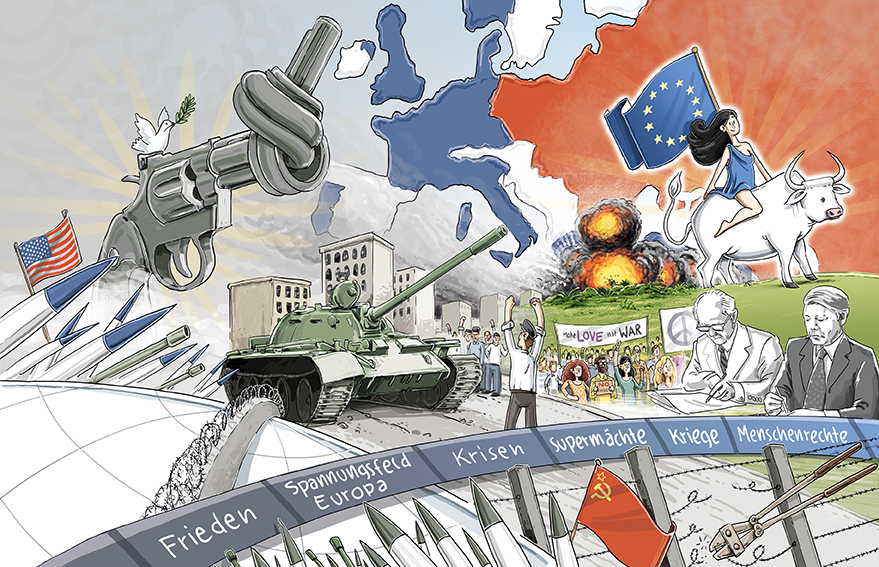 Make LOVE not WAR
Frieden
Spannungsfeld
Europa
Krisen
Supermächte
Kriege
Menschenrechte